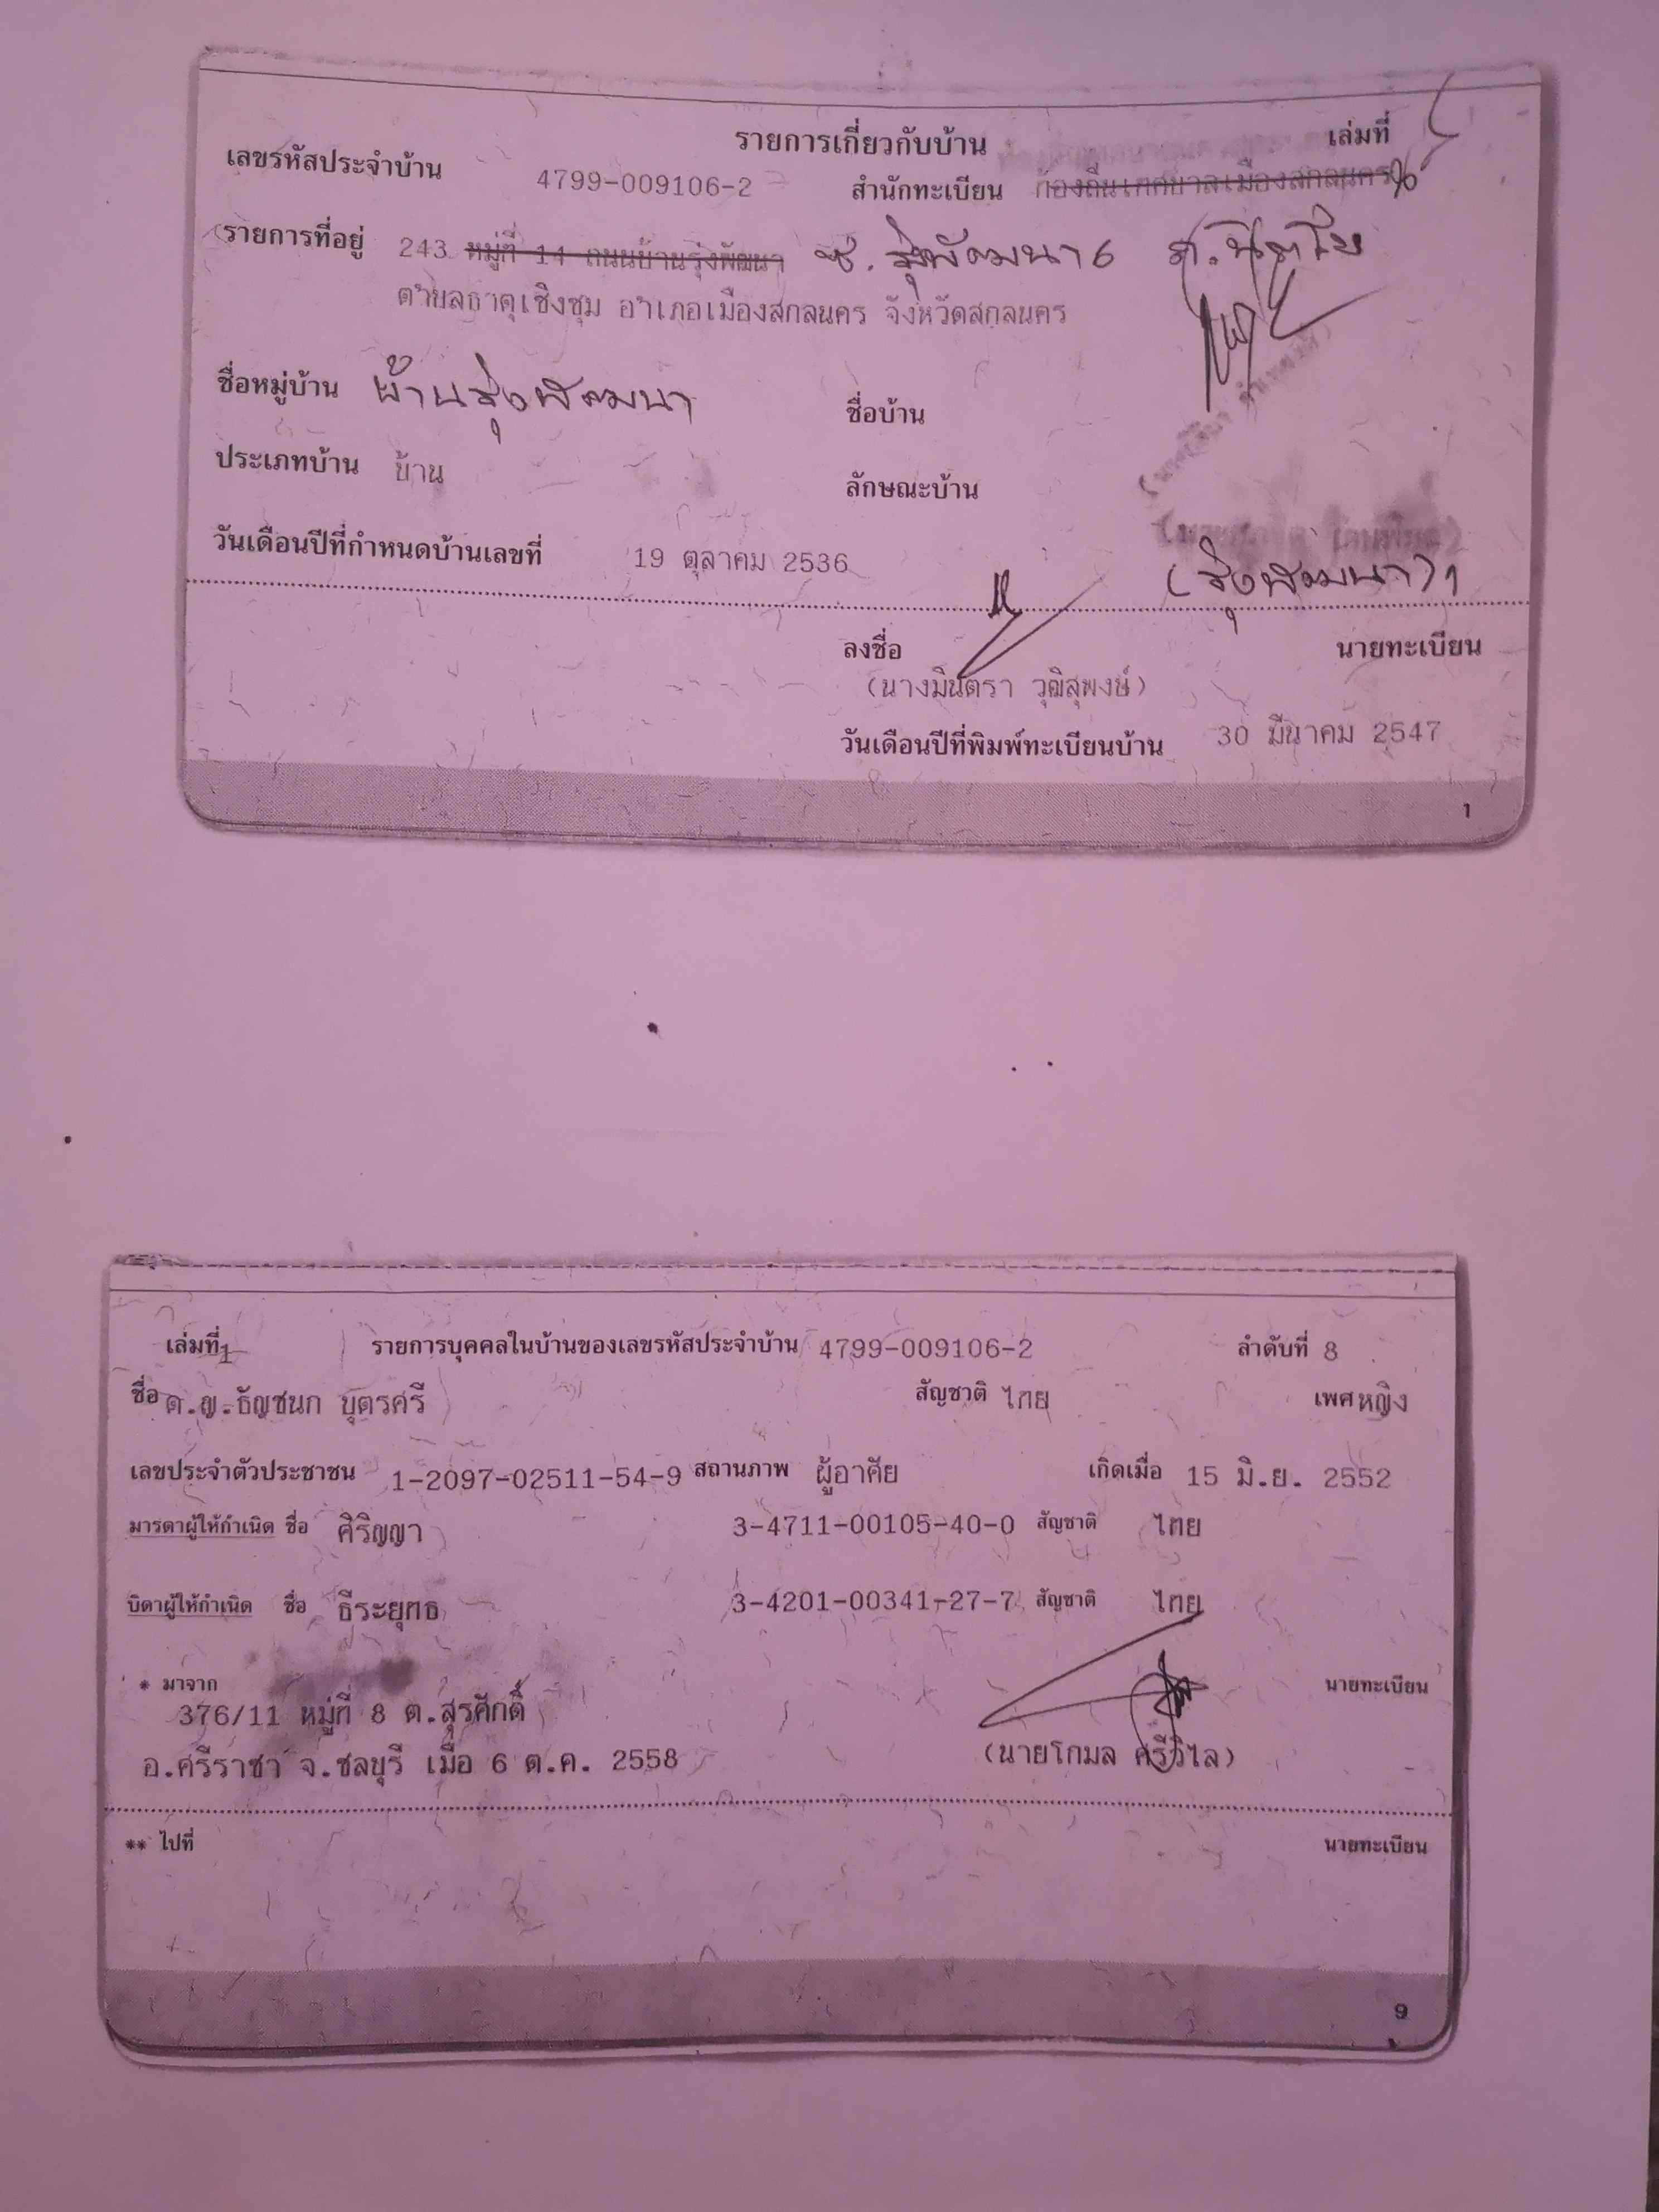 รายการเกี่ยวกับบ้าน เล่มที่
เลขรหัสประจำบ้าน 4799-009106-2 สำนักทะเบียน ท้องถิ่นเทศบาลเมืองสกลนคร
รายการที่อยู่ 243 หมู่ที่ 14 ถนนบ้านรุ่งพัฒนา ซ.รุ่งพัฒนา 6 ถ.นิตโย
ตำบลธาตุเชิงชุม อำเภอเมืองสกลนคร จังหวัดสกลนคร
ชื่อหมู่บ้าน บ้านรุ่งพัฒนา ชื่อบ้าน
ประเภทบ้าน บ้าน ลักษณะบ้าน
วันเดือนปีที่กำหนดบ้านเลขที่ 19 ตุลาคม 2536
(รุ่งพัฒนา)
ลงชื่อ นายทะเบียน
(นางมินตรา วุฒิสุพงษ์)
วันเดือนปีที่พิมพ์ทะเบียนบ้าน 30 มีนาคม 2547
1
เล่มที่ 1 รายการบุคคลในบ้านของเลขรหัสประจำบ้าน 4799-009106-2 ลำดับที่ 8
ชื่อ ด.ญ.ธัญชนก บุตรศรี สัญชาติ ไทย เพศ หญิง
เลขประจำตัวประชาชน 1-2097-02511-54-9 สถานภาพ ผู้อาศัย เกิดเมื่อ 15 มิ.ย. 2552
มารดาผู้ให้กำเนิด ชื่อ ศิริญญา 3-4711-00105-40-0 สัญชาติ ไทย
บิดาผู้ให้กำเนิด ชื่อ ธีระยุทธ 3-4201-00341-27-7 สัญชาติ ไทย
* มาจาก นายทะเบียน
376/11 หมู่ที่ 8 ต.สุรศักดิ์
อ.ศรีราชา จ.ชลบุรี เมื่อ 6 ต.ค. 2558 (นายโกมล ศรีวิไล)
** ไปที่ นายทะเบียน
9